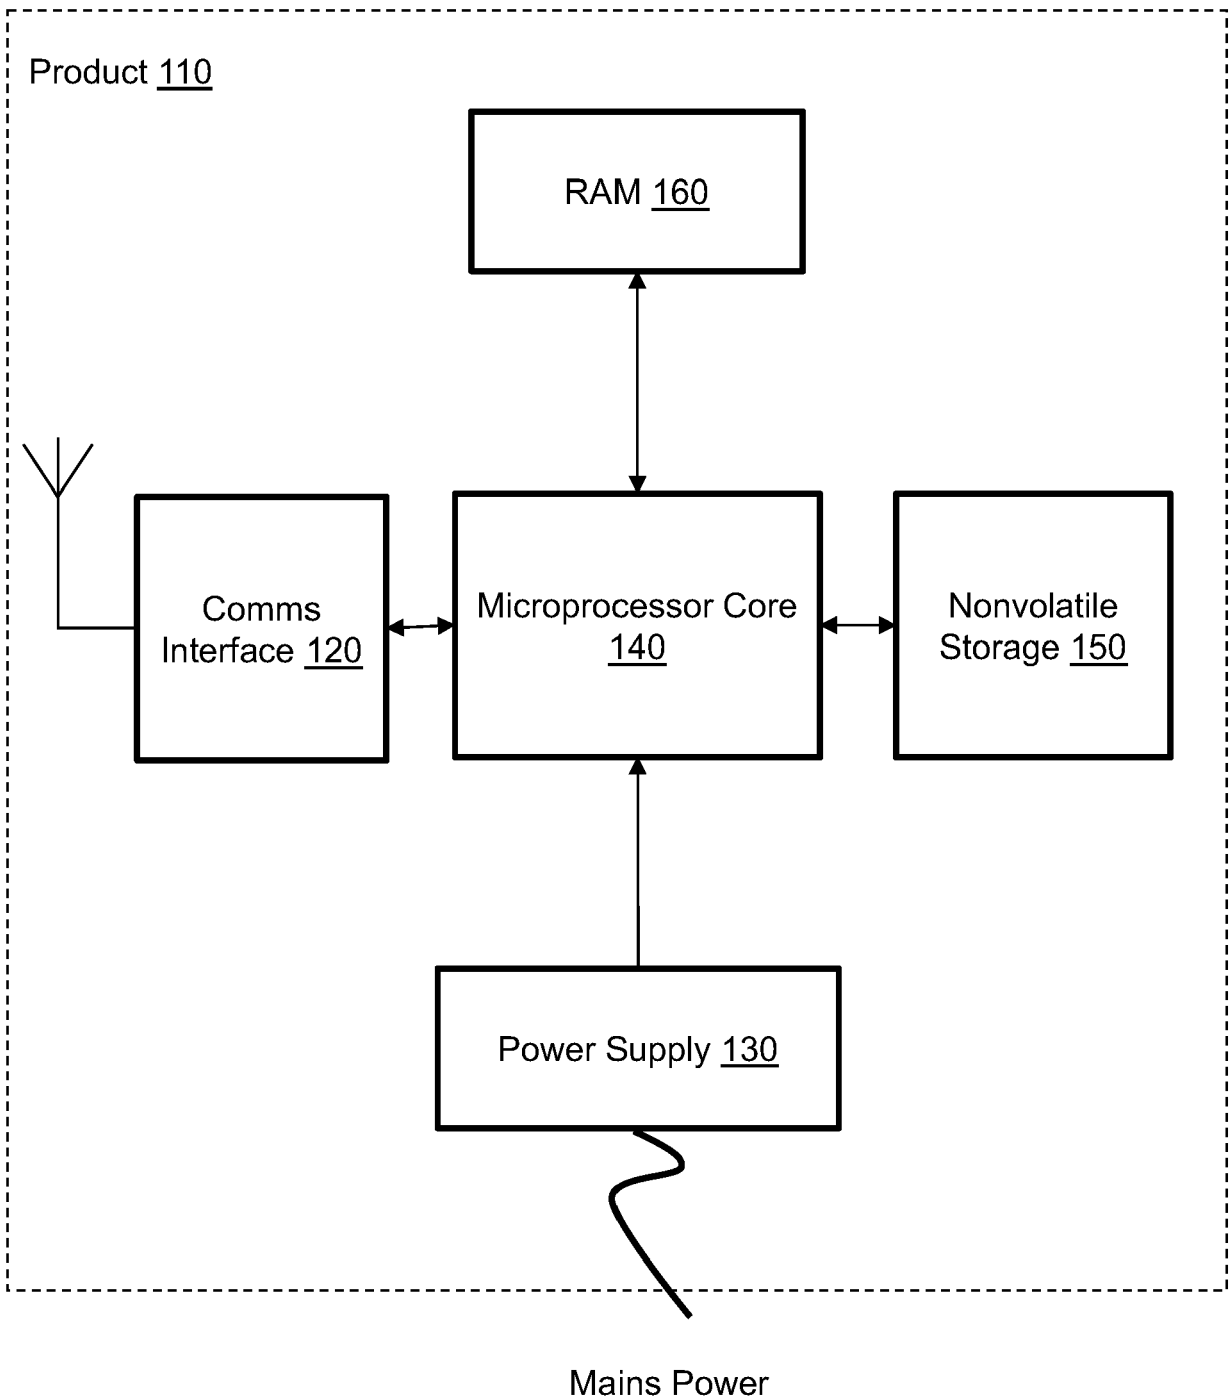 Product 110
RAM 160
Comms
Interface 120
Microprocessor Core
140
Nonvolatile
Storage 150
Power Supply 130
Mains Power